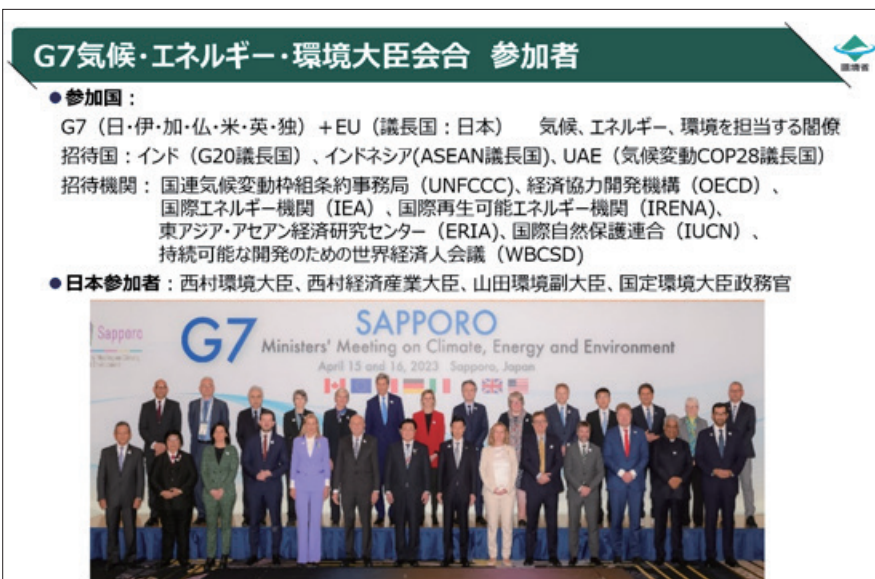 G7気候・エネルギー・環境大臣会合 参加者
環境省
●参加国：
G7（日・伊・加・仏・米・英・独）＋EU（議長国：日本） 気候、エネルギー、環境を担当する閣僚
招待国：インド（G20議長国）、インドネシア(ASEAN議長国)、UAE（気候変動COP28議長国）
招待機関：国連気候変動枠組条約事務局（UNFCCC)、経済協力開発機構（OECD）、
国際エネルギー機関（IEA）、国際再生可能エネルギー機関（IRENA)、
東アジア・アセアン経済研究センター（ERIA)、国際自然保護連合（IUCN）、
持続可能な開発のための世界経済人会議（WBCSD)
●日本参加者：西村環境大臣、西村経済産業大臣、山田環境副大臣、国定環境大臣政務官
Sapporo
G7 SAPPORO
Ministers' Meeting on Climate, Energy and Environment
April 15 and 16, 2023 Sapporo, Japan